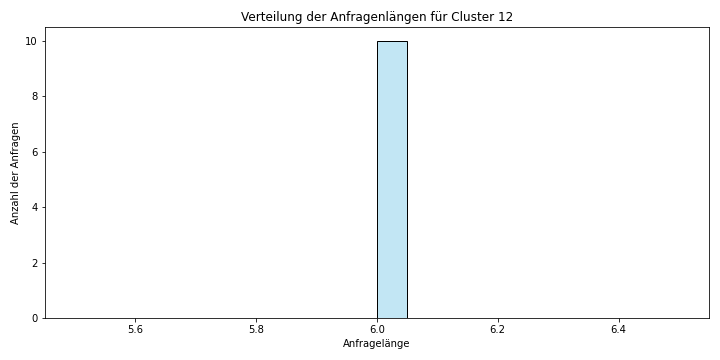 Verteilung der Anfragenlängen für Cluster 12
Anzahl der Anfragen
10
8
6
4
2
0
5.6 5.8 6.0 6.2 6.4
Anfragelänge